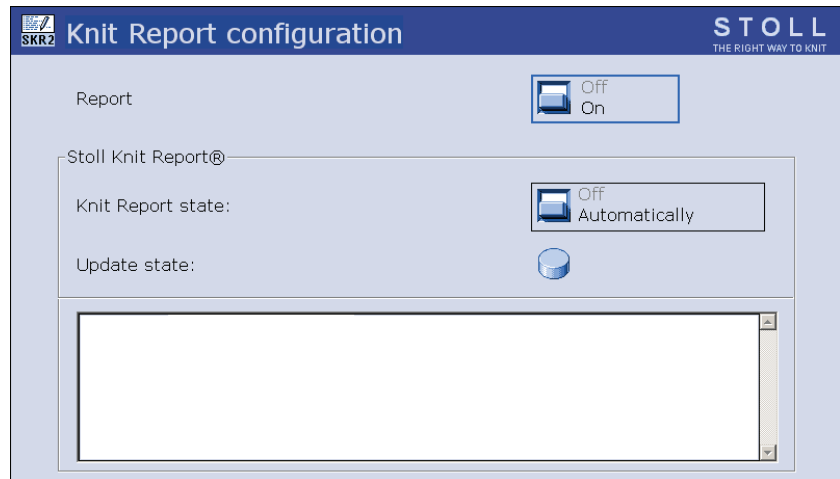 SKR2 Knit Report configuration
STOLL
THE RIGHT WAY TO KNIT
Report
Off
On
Stoll Knit Report®
Knit Report state:
Off
Automatically
Update state: